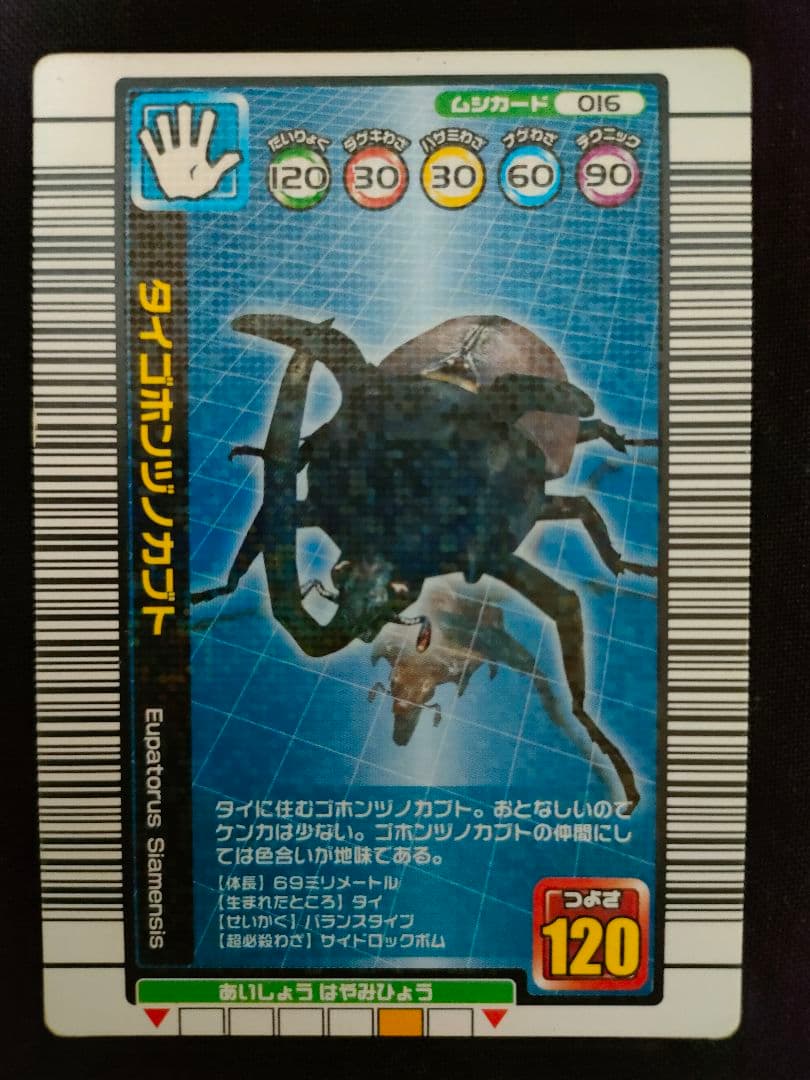 ムシカード 016
たいりょく ダゲキわざ ハサミわざ ナゲわざ テクニック
120 30 30 60 90
タイゴホンヅノカブト
Eupatorus Siamensis
タイに住むゴホンヅノカブト。おとなしいので
ケンカは少ない。ゴホンヅノカブトの仲間にし
ては色合いが地味である。
【体長】69ミリメートル
【生まれたところ】タイ
【せいかく】バランスタイプ
【超必殺わざ】サイドロックボム
つよさ
120
あいしょう はやみひょう